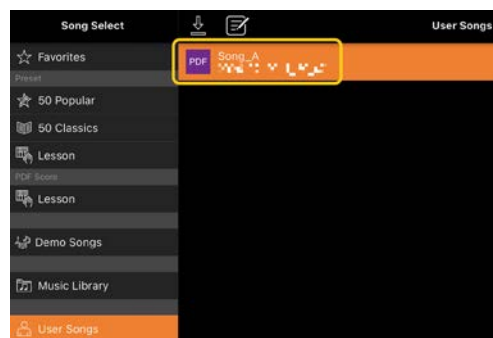 Song Select
User Songs
Favorites
PDF
Song_A
Preset
50 Popular
50 Classics
Lesson
PDF Score
Lesson
Demo Songs
Music Library
User Songs